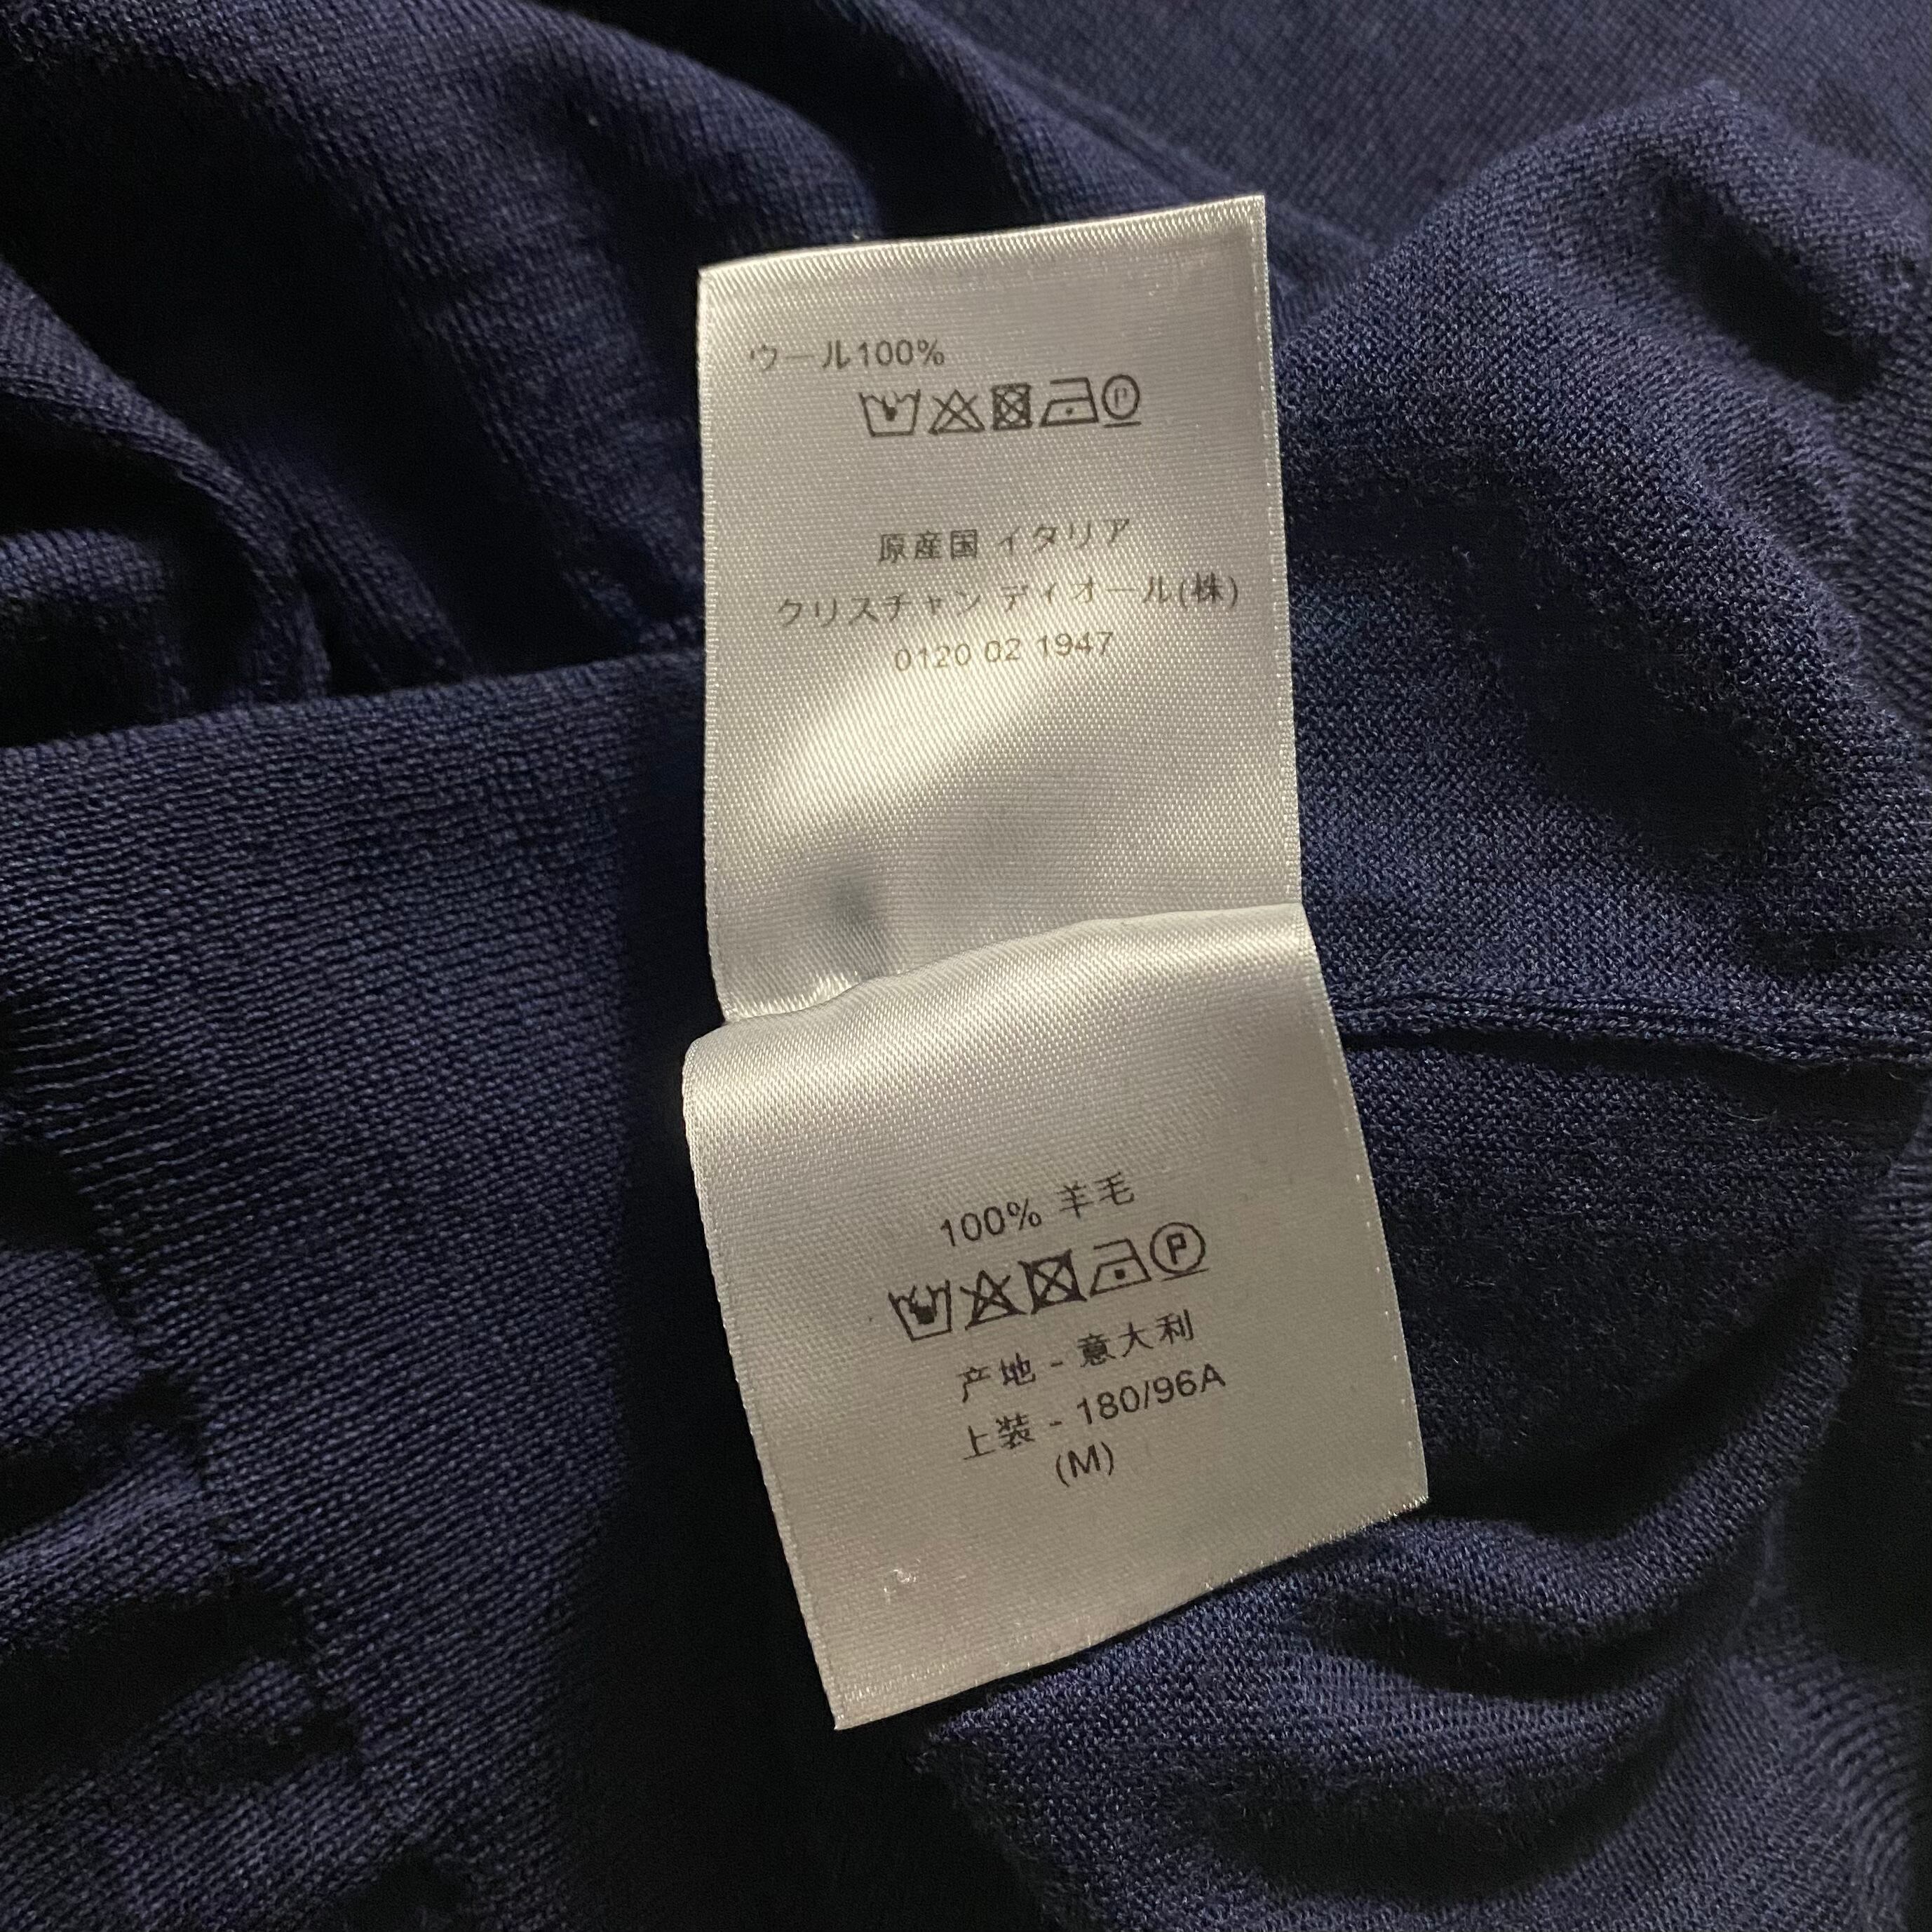 ウール100%
原産国 イタリア
クリスチャン ディオール(株)
0120 02 1947
100% 羊毛
P
产地 - 意大利
上装 - 180/96A
(M)